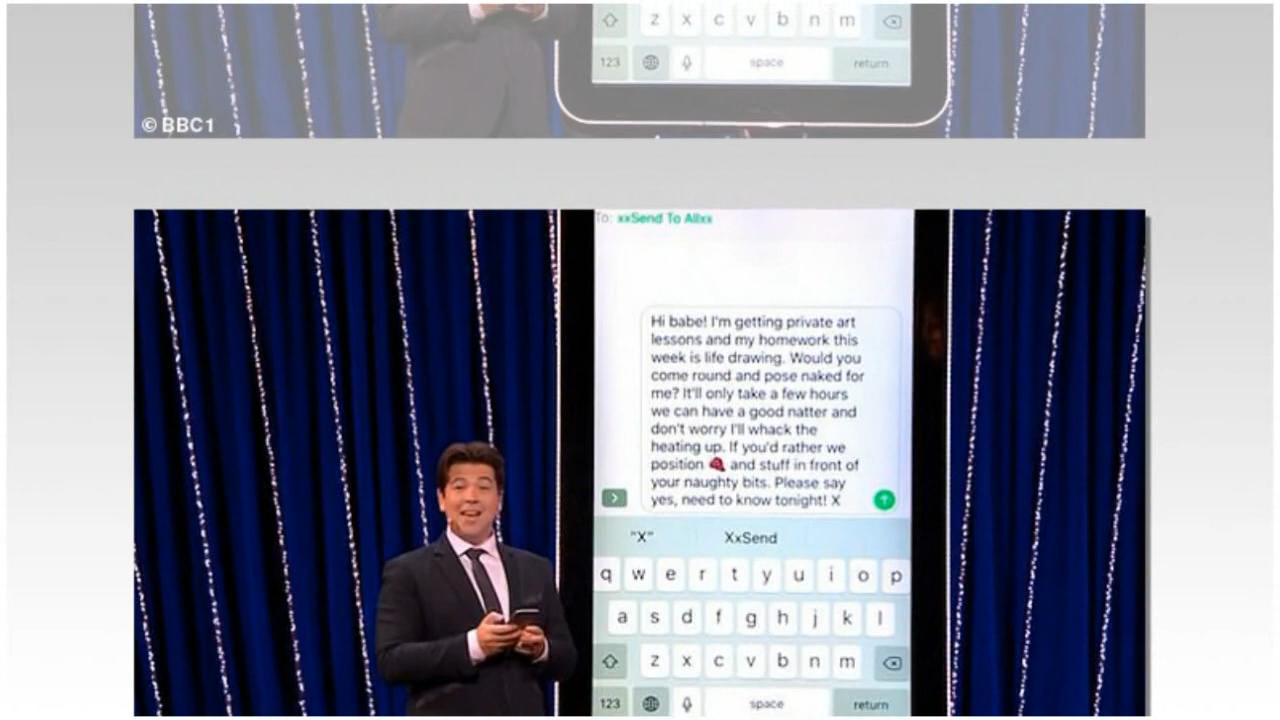 z x c v b n m
123 space return
© BBC1
To: xxSend To Allxx
Hi babe! I'm getting private art
lessons and my homework this
week is life drawing. Would you
come round and pose naked for
me? It'll only take a few hours
we can have a good natter and
don't worry I'll whack the
heating up. If you'd rather we
position 🍇 and stuff in front of
your naughty bits. Please say
yes, need to know tonight! X
"X" XxSend
q w e r t y u i o p
a s d f g h j k l
z x c v b n m
123 space return